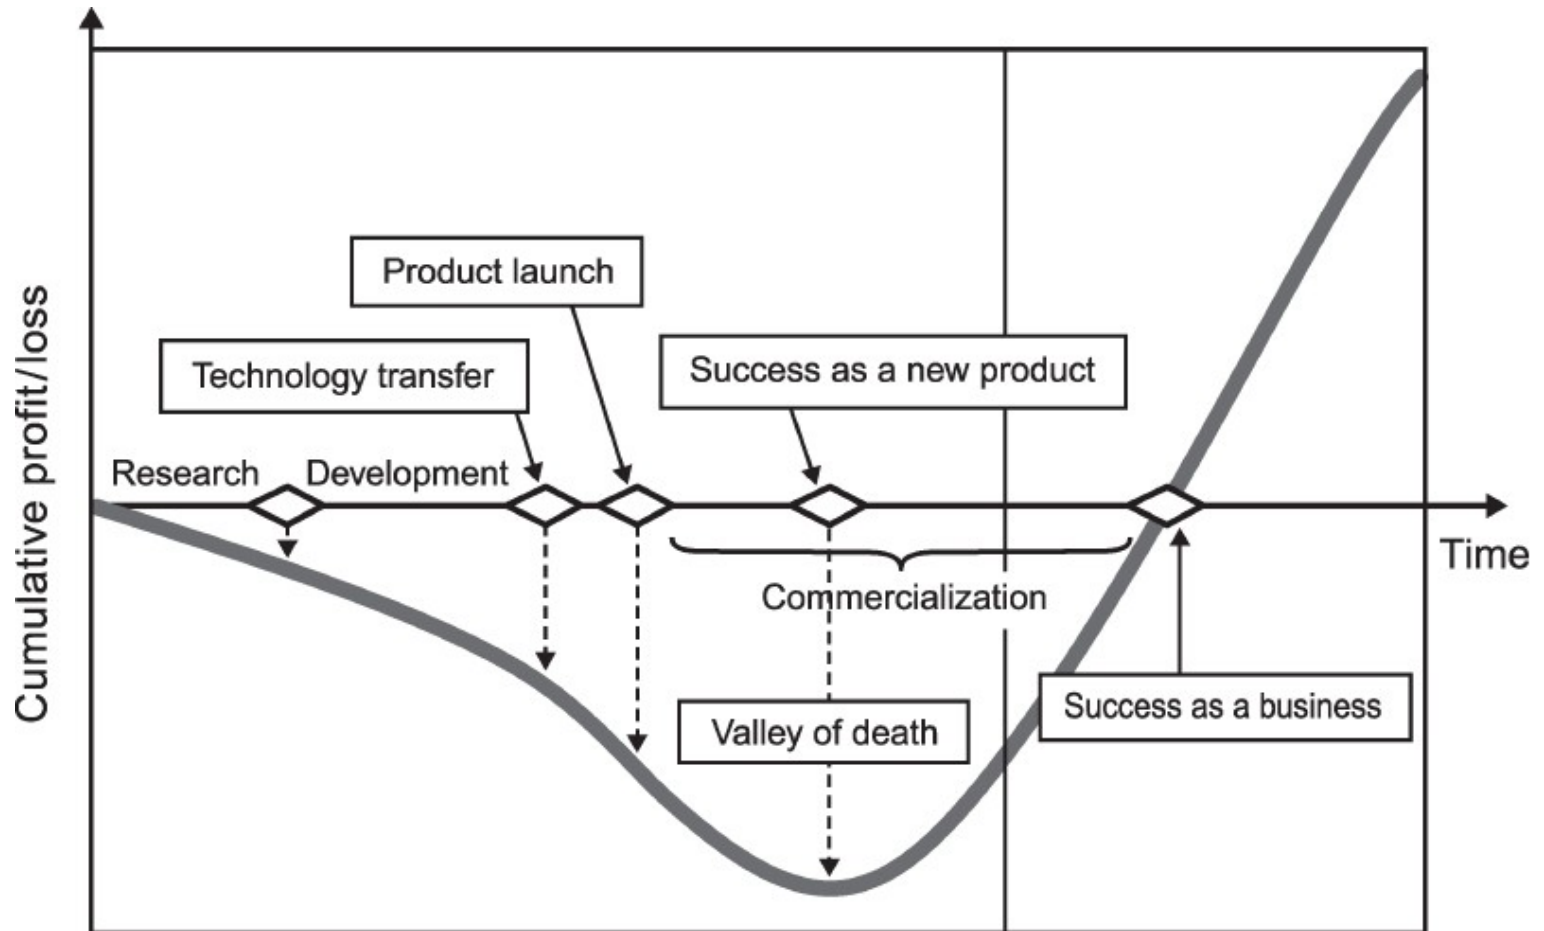 Product launch
Technology transfer
Success as a new product
Research
Development
Time
Commercialization
Success as a business
Valley of death
Cumulative profit/loss